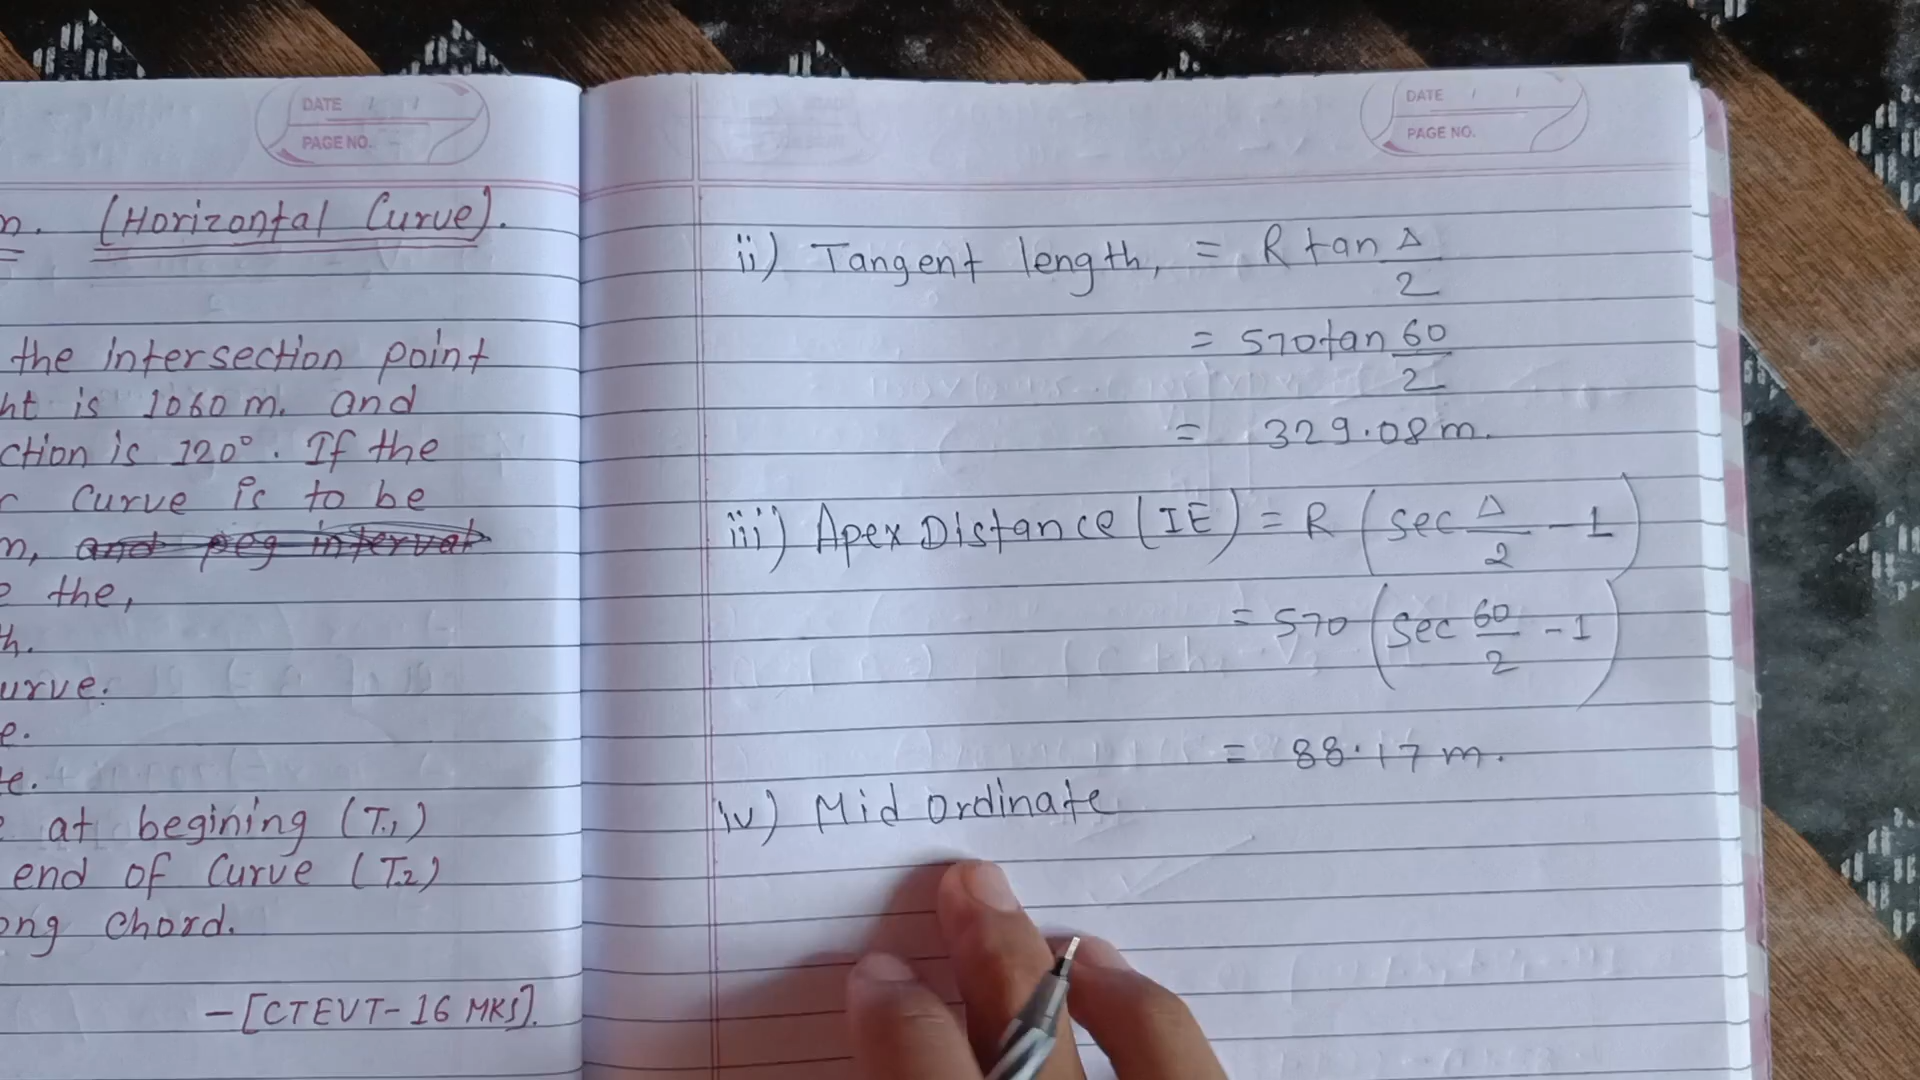 DATE / /
PAGE NO.
n. (Horizontal Curve).
the intersection point
ht is 1060 m. and
ction is 120°. If the
r Curve is to be
m, and peg interval
e the,
th.
urve.
e.
te.
e at begining (T1)
end of Curve (T2)
ong Chord.
-[CTEVT-16 MKS].
DATE / /
PAGE NO.
ii) Tangent length, = R tan Δ/2
= 570 tan 60/2
= 329.08 m.
iii) Apex Distance (IE) = R (sec Δ/2 - 1)
= 570 (sec 60/2 - 1)
= 88.17 m.
iv) Mid Ordinate